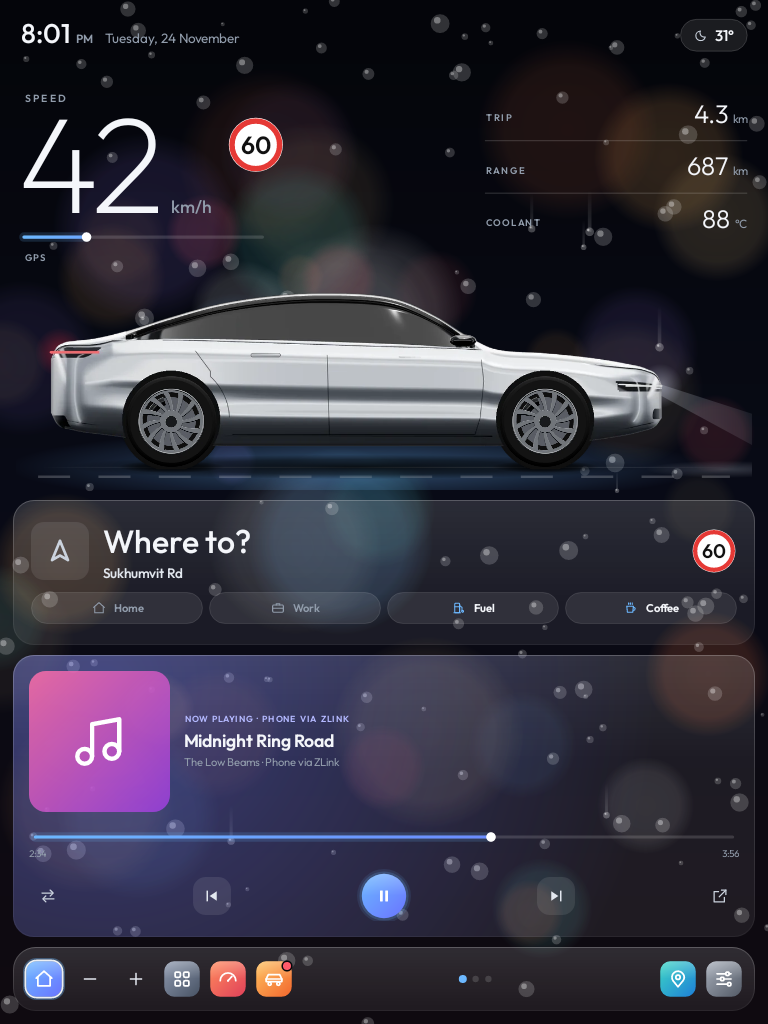 8:01 PM Tuesday, 24 November
31°
SPEED
42 km/h
60
GPS
TRIP 4.3 km
RANGE 687 km
COOLANT 88 °C
Where to?
Sukhumvit Rd
60
Home
Work
Fuel
Coffee
NOW PLAYING · PHONE VIA ZLINK
Midnight Ring Road
The Low Beams · Phone via ZLink
2:34
3:56